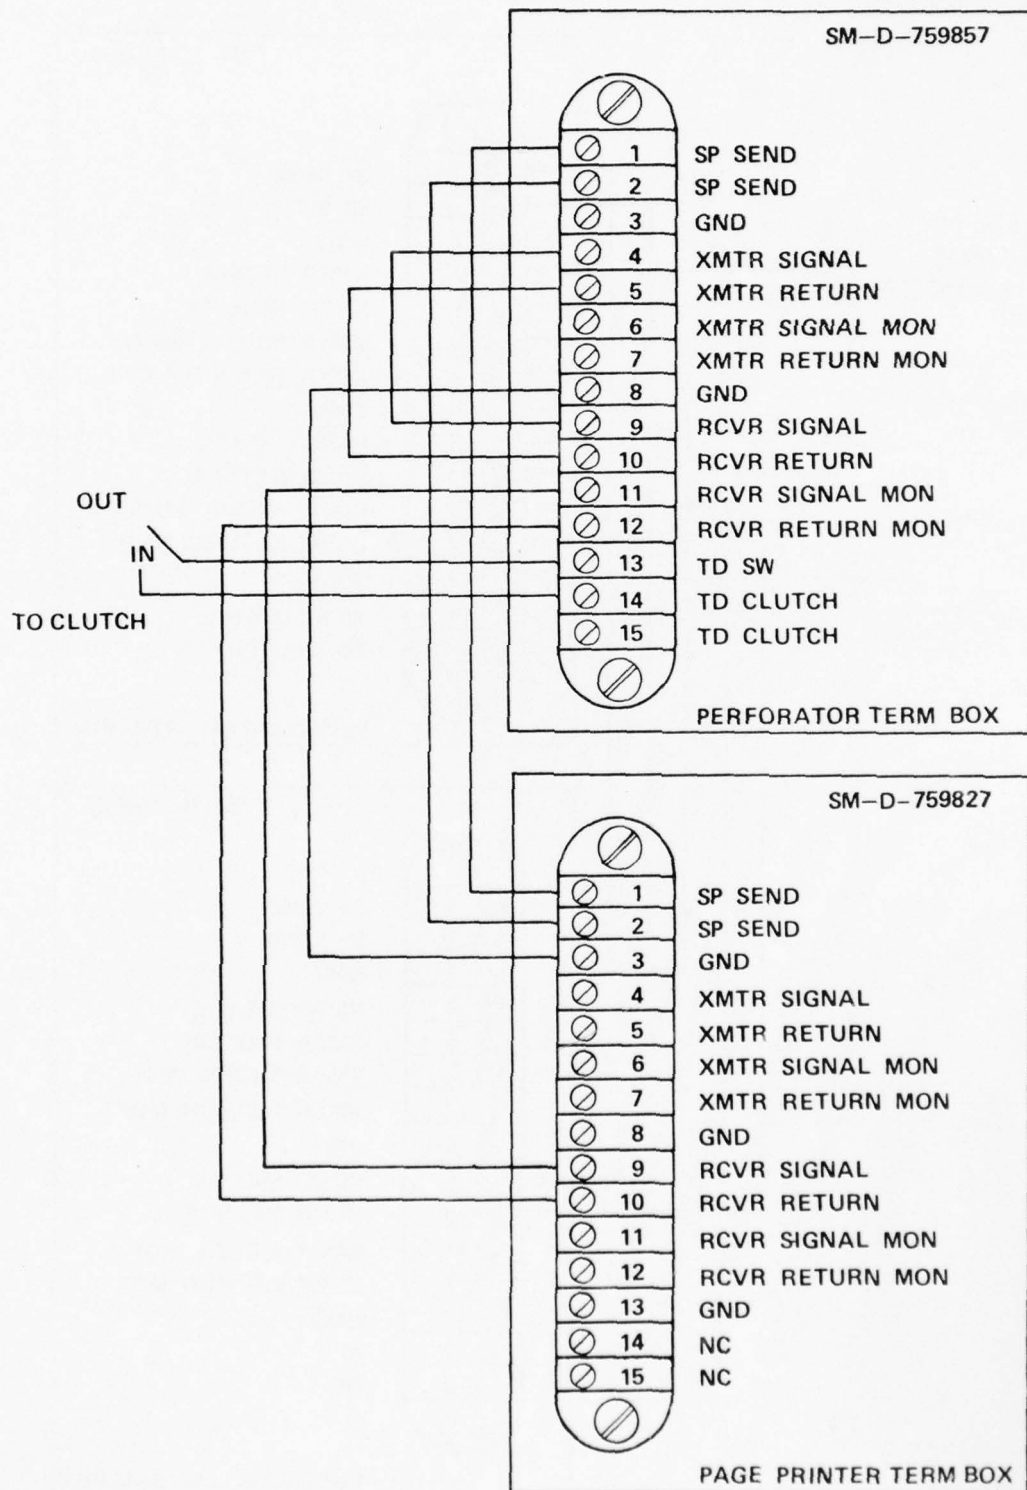 SM-D-759857
1 SP SEND
2 SP SEND
3 GND
4 XMTR SIGNAL
5 XMTR RETURN
6 XMTR SIGNAL MON
7 XMTR RETURN MON
8 GND
9 RCVR SIGNAL
10 RCVR RETURN
11 RCVR SIGNAL MON
OUT
12 RCVR RETURN MON
IN
13 TD SW
14 TD CLUTCH
TO CLUTCH
15 TD CLUTCH
PERFORATOR TERM BOX
SM-D-759827
1 SP SEND
2 SP SEND
3 GND
4 XMTR SIGNAL
5 XMTR RETURN
6 XMTR SIGNAL MON
7 XMTR RETURN MON
8 GND
9 RCVR SIGNAL
10 RCVR RETURN
11 RCVR SIGNAL MON
12 RCVR RETURN MON
13 GND
14 NC
15 NC
PAGE PRINTER TERM BOX